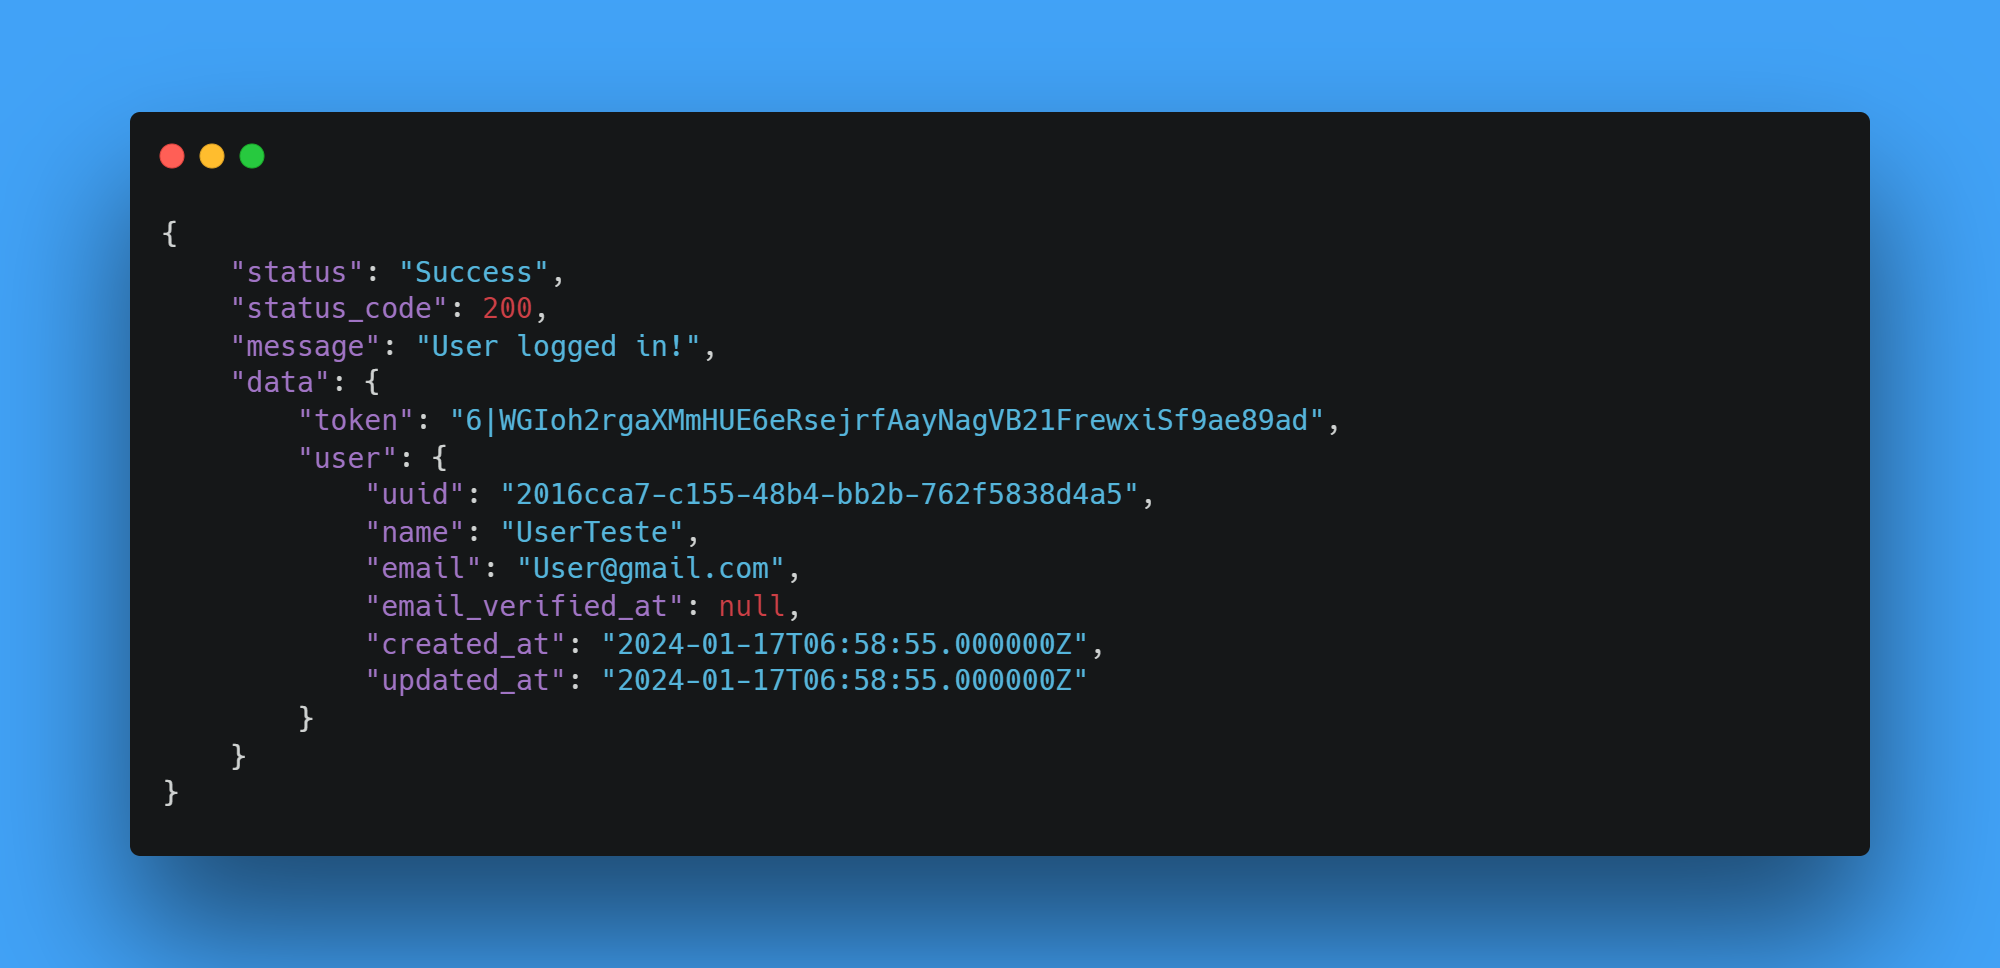 {
    "status": "Success",
    "status_code": 200,
    "message": "User logged in!",
    "data": {
        "token": "6|WGIoh2rgaXMmHUE6eRsejrfAayNagVB21FrewxiSf9ae89ad",
        "user": {
            "uuid": "2016cca7-c155-48b4-bb2b-762f5838d4a5",
            "name": "UserTeste",
            "email": "User@gmail.com",
            "email_verified_at": null,
            "created_at": "2024-01-17T06:58:55.000000Z",
            "updated_at": "2024-01-17T06:58:55.000000Z"
        }
    }
}